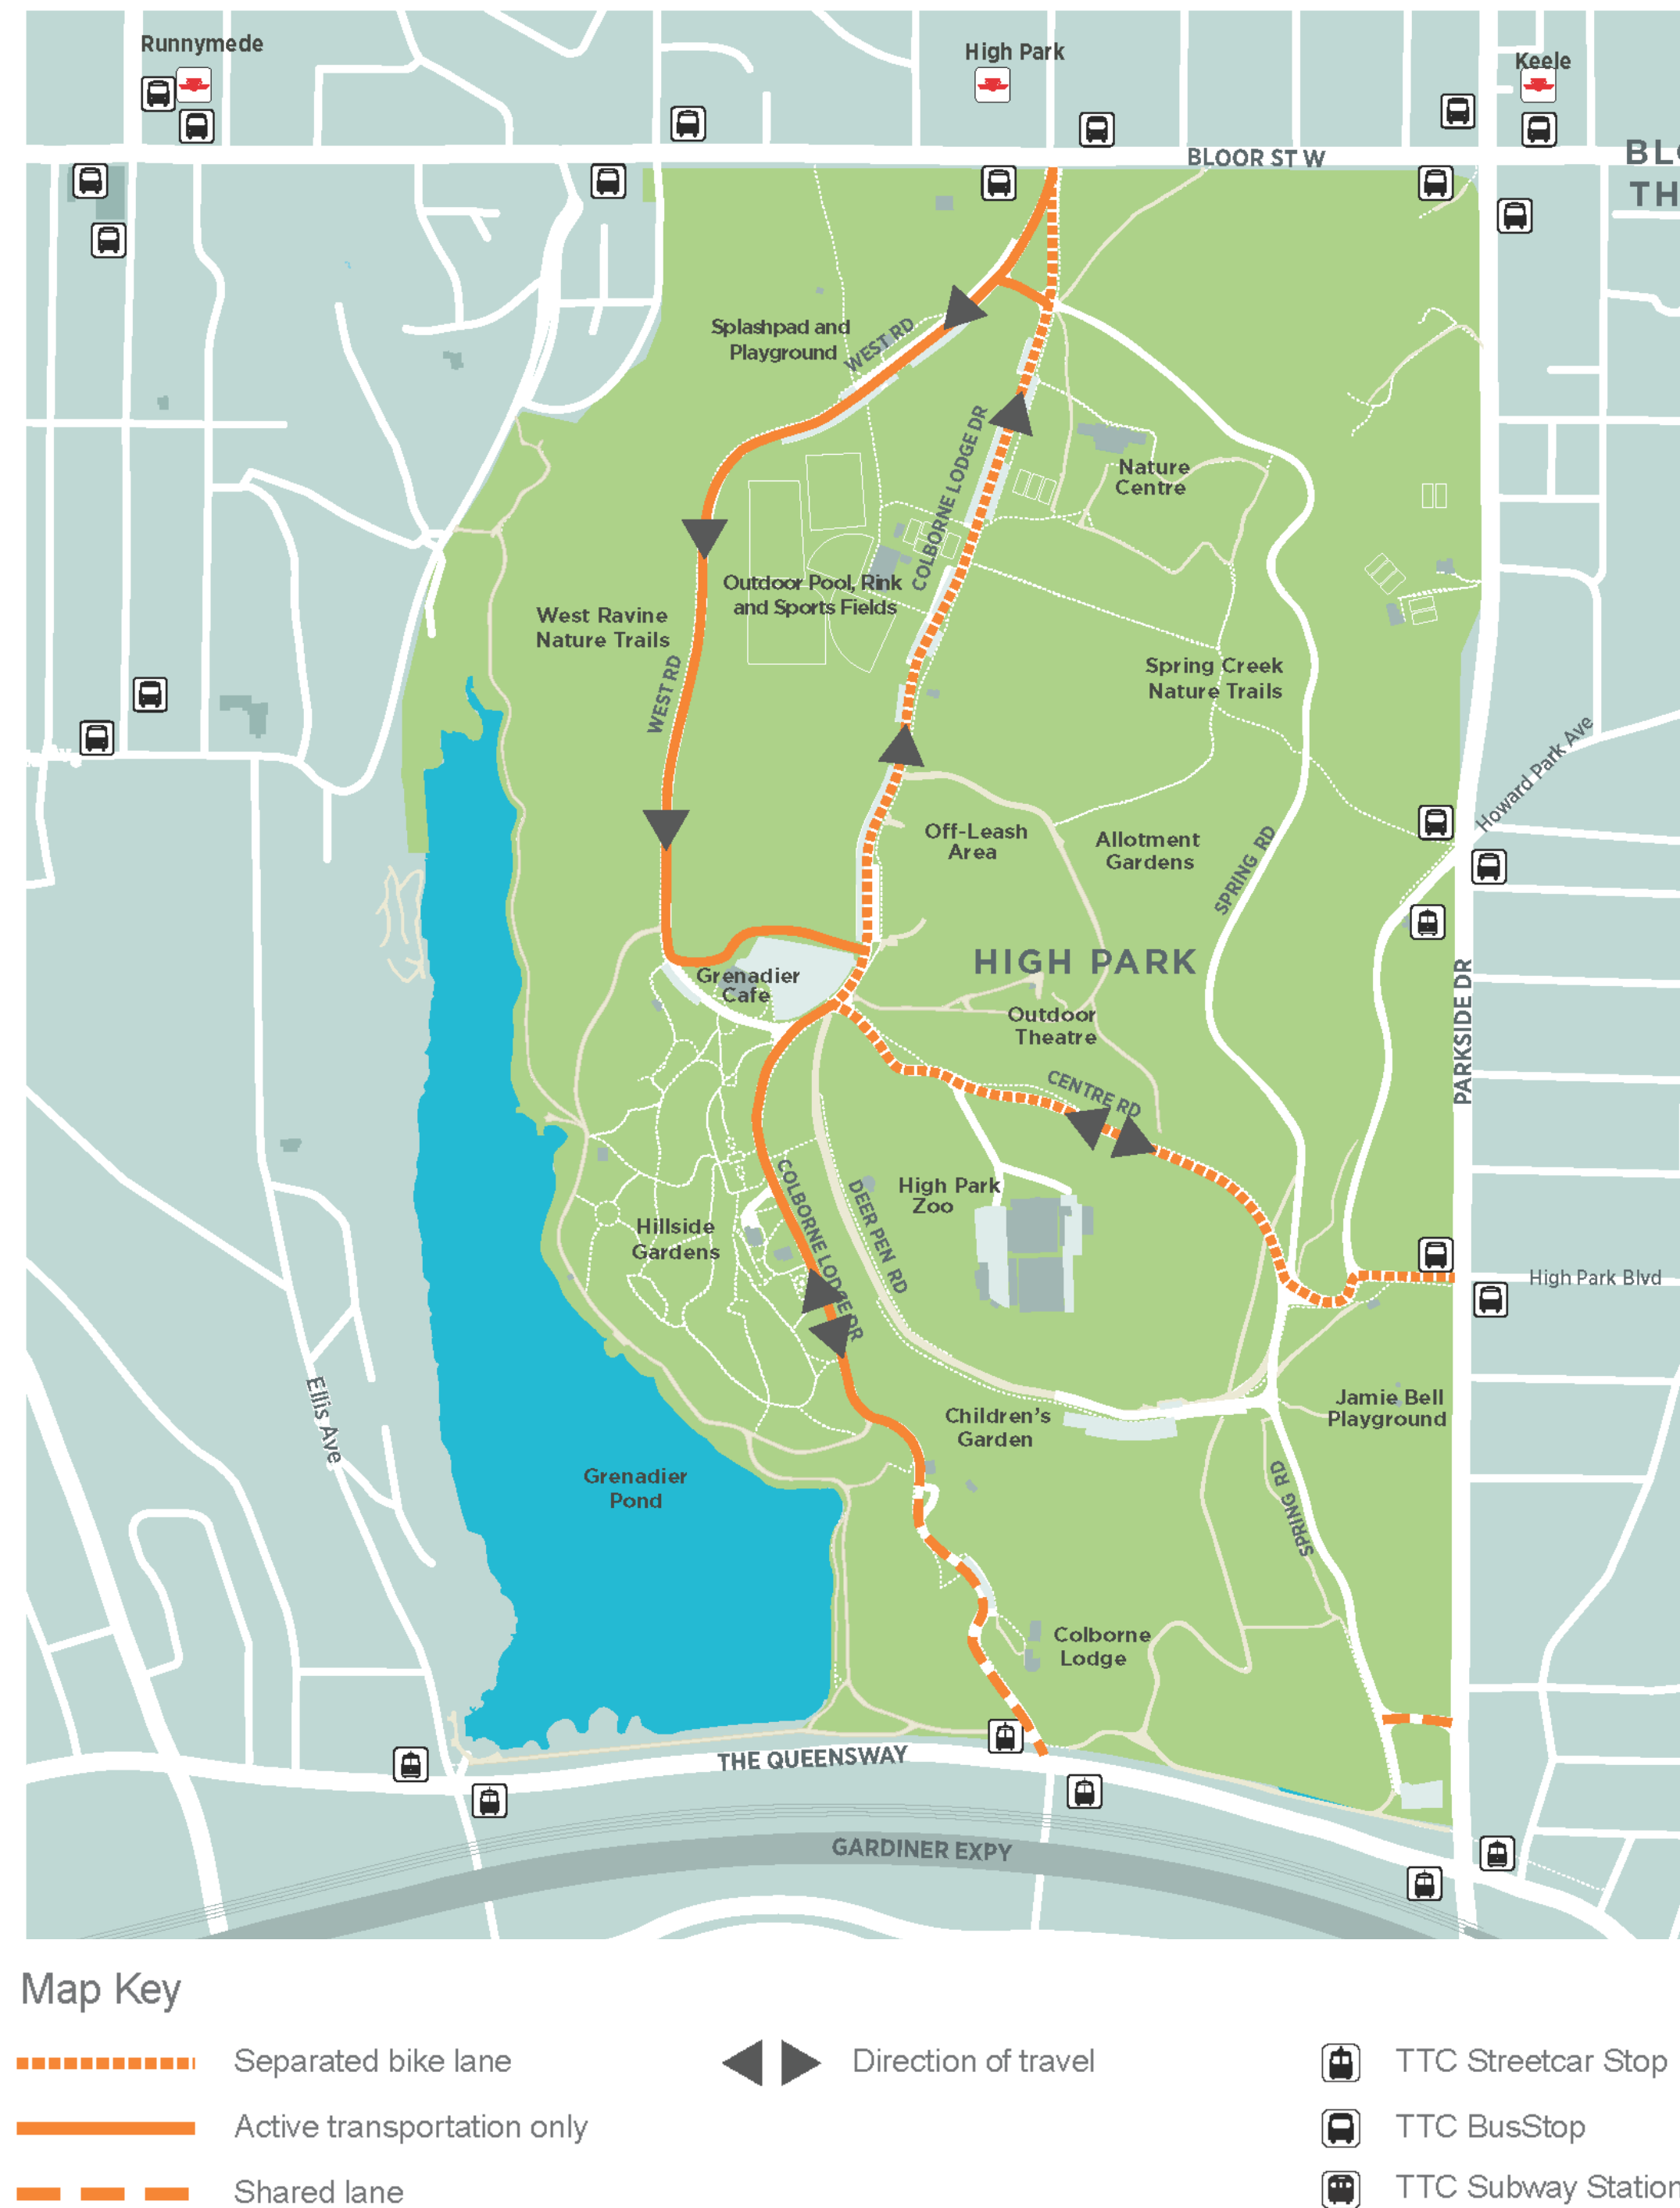 Runnymede
High Park
Keele
BLOOR ST W
BL
TH
Splashpad and
Playground
WEST RD
COLBORNE LODGE DR
Nature
Centre
Outdoor Pool, Rink
and Sports Fields
West Ravine
Nature Trails
WEST RD
Spring Creek
Nature Trails
Howard Park Ave
Off-Leash
Area
Allotment
Gardens
SPRING RD
HIGH PARK
Grenadier
Cafe
Outdoor
Theatre
PARKSIDE DR
CENTRE RD
High Park
Zoo
COLBORNE LODGE DR
DEER PEN RD
Hillside
Gardens
High Park Blvd
Ellis Ave
Children's
Garden
Jamie Bell
Playground
Grenadier
Pond
SPRING RD
Colborne
Lodge
THE QUEENSWAY
GARDINER EXPY
Map Key
Separated bike lane
Direction of travel
TTC Streetcar Stop
Active transportation only
TTC BusStop
Shared lane
TTC Subway Station